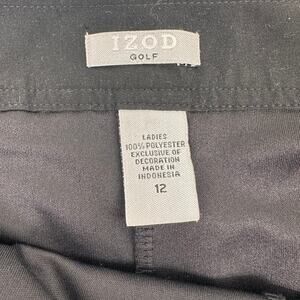 IZOD
GOLF
LADIES
100% POLYESTER
EXCLUSIVE OF
DECORATION
MADE IN
INDONESIA
12